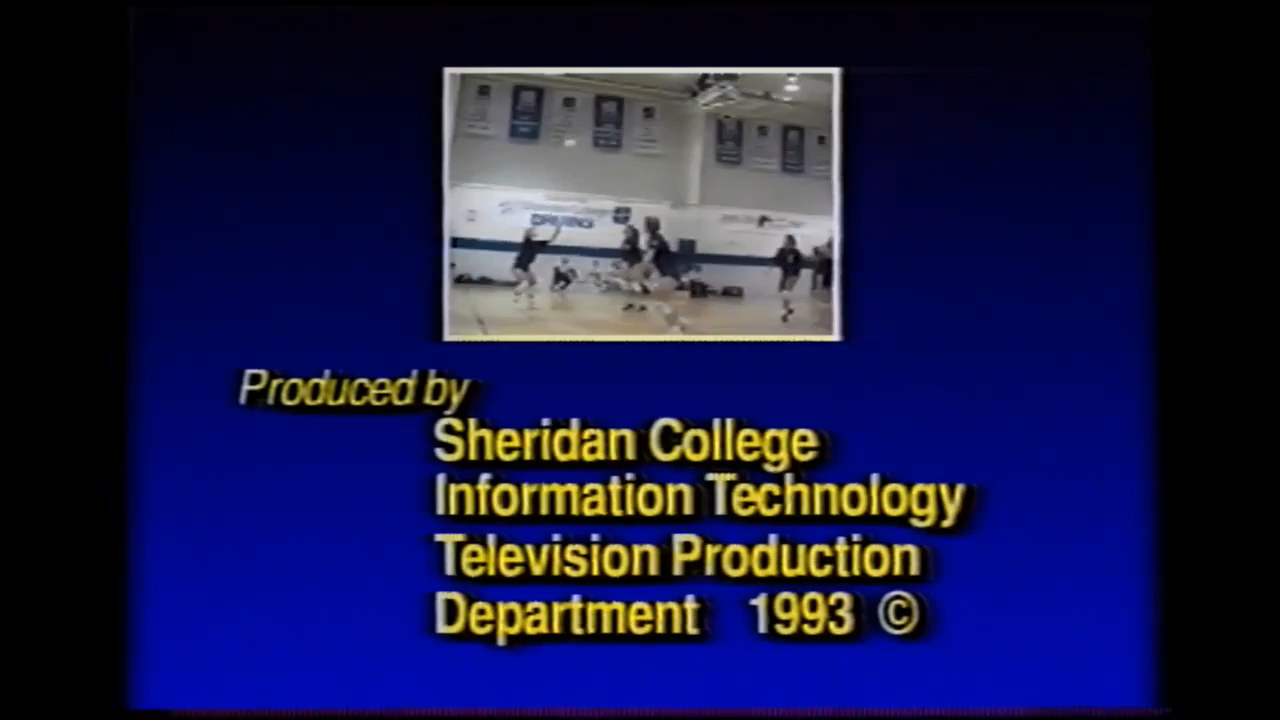 Produced by
Sheridan College
Information Technology
Television Production
Department 1993 ©